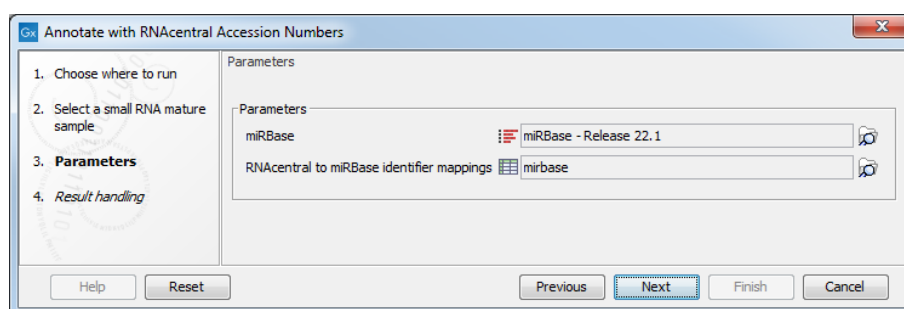 Gx Annotate with RNAcentral Accession Numbers
1. Choose where to run
2. Select a small RNA mature
sample
3. Parameters
4. Result handling
Parameters
Parameters
miRBase miRBase - Release 22.1
RNAcentral to miRBase identifier mappings mirbase
Help Reset Previous Next Finish Cancel